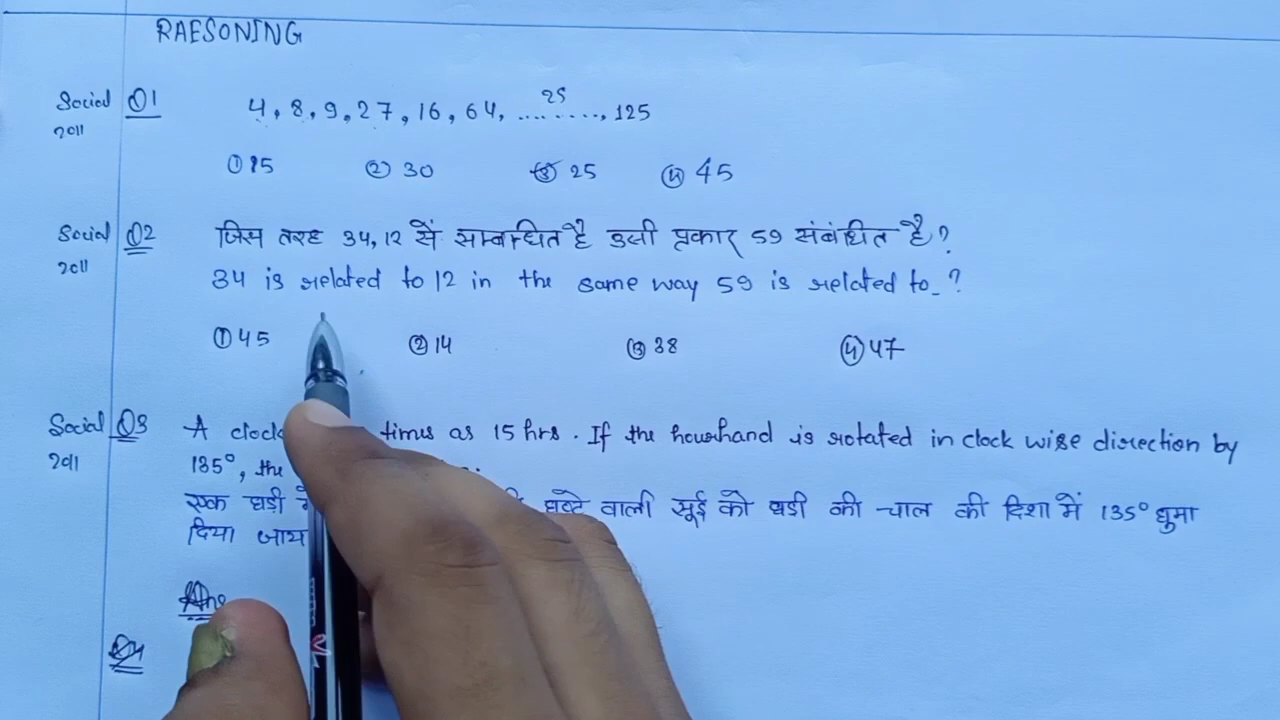 RAESONING
Social Q1 4, 8, 9, 27, 16, 64, ....25...., 125
2011
① 15 ② 30 ③ 25 ④ 45
Social Q2 जिस तरह 34,12 से सम्बन्धित है उसी प्रकार 59 संबंधित है?
2011 34 is related to 12 in the same way 59 is related to_?
① 45 ② 14 ③ 38 ④ 47
Social Q3 A clock times as 15 hrs. If the hourhand is rotated in clock wise direction by
2011 135°, the
एक घड़ी घण्टे वाली सूई को घडी की चाल की दिशा में 135° घुमा
दिया जाय
Ans
Q4